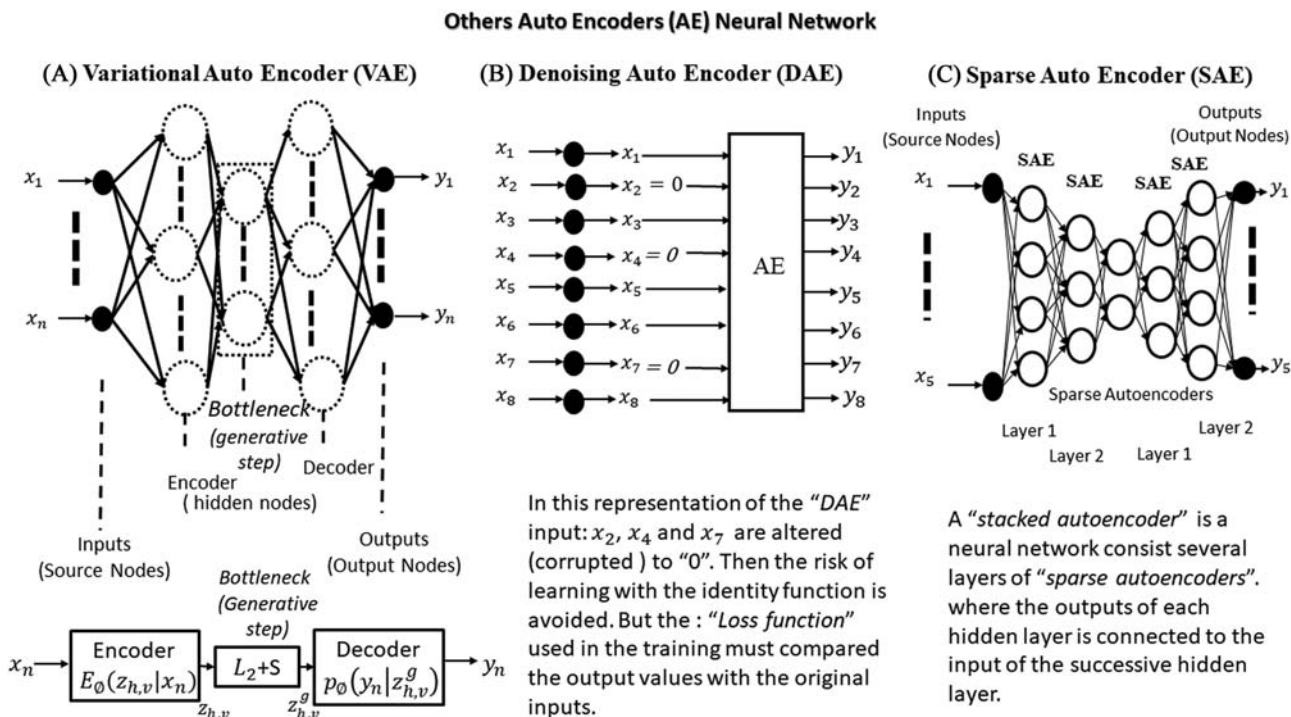 Others Auto Encoders (AE) Neural Network
(A) Variational Auto Encoder (VAE)
x₁
xₙ
y₁
yₙ
Bottleneck
(generative
step)
Encoder
( hidden nodes)
Decoder
Inputs
(Source Nodes)
Outputs
(Output Nodes)
Bottleneck
(Generative
step)
xₙ
Encoder
E_∅(z_{h,v}|xₙ)
z_{h,v}
L₂+S
z^g_{h,v}
Decoder
p_∅(yₙ|z^g_{h,v})
yₙ
(B) Denoising Auto Encoder (DAE)
x₁ x₁ y₁
x₂ x₂ = 0 y₂
x₃ x₃ y₃
x₄ x₄ = 0 y₄
x₅ x₅ y₅
x₆ x₆ y₆
x₇ x₇ = 0 y₇
x₈ x₈ y₈
AE
In this representation of the “DAE”
input: x₂, x₄ and x₇ are altered
(corrupted ) to “0”. Then the risk of
learning with the identity function is
avoided. But the : “Loss function”
used in the training must compared
the output values with the original
inputs.
(C) Sparse Auto Encoder (SAE)
Inputs
(Source Nodes)
Outputs
(Output Nodes)
SAE
SAE
SAE
SAE
x₁
y₁
x₅
y₅
Sparse Autoencoders
Layer 1
Layer 2
Layer 1
Layer 2
A “stacked autoencoder” is a
neural network consist several
layers of “sparse autoencoders”.
where the outputs of each
hidden layer is connected to the
input of the successive hidden
layer.